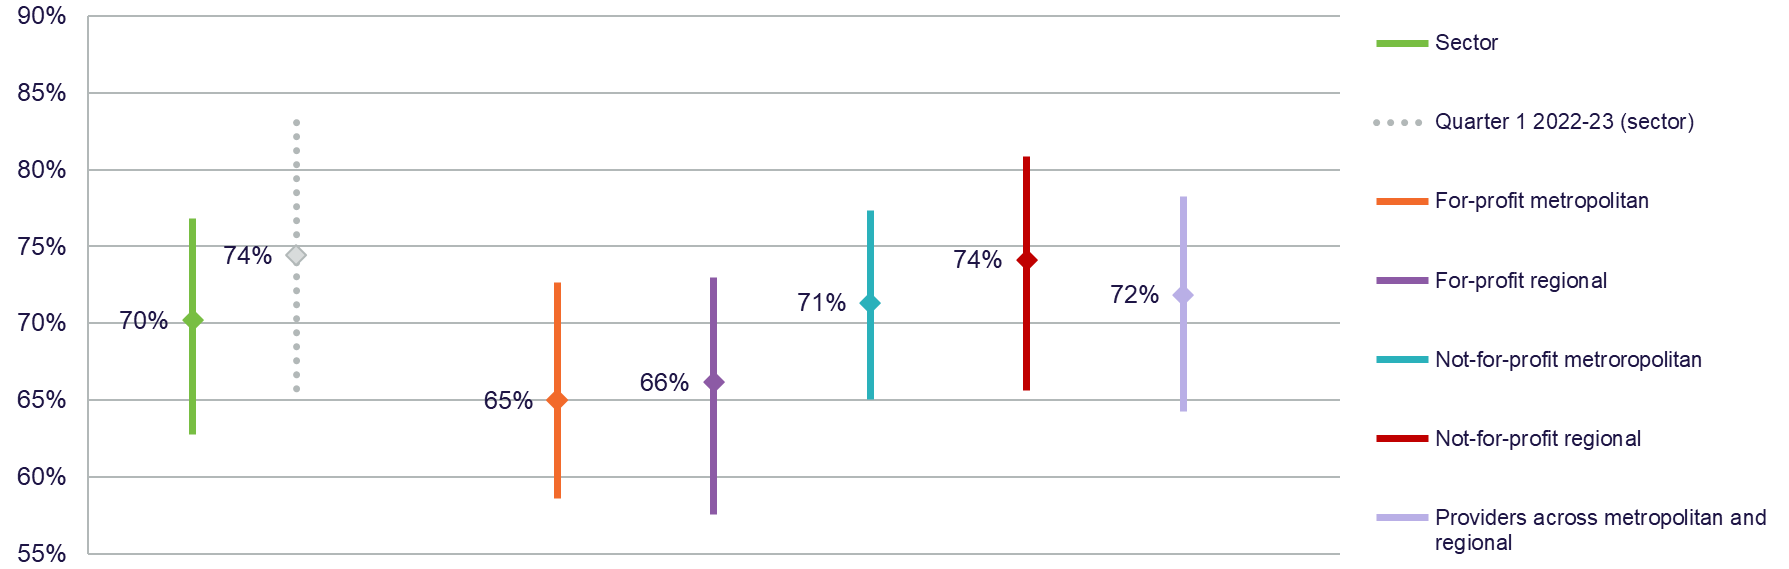 90%
85%
80%
75%
70%
65%
60%
55%
70%
74%
65%
66%
71%
74%
72%
Sector
Quarter 1 2022-23 (sector)
For-profit metropolitan
For-profit regional
Not-for-profit metroropolitan
Not-for-profit regional
Providers across metropolitan and
regional